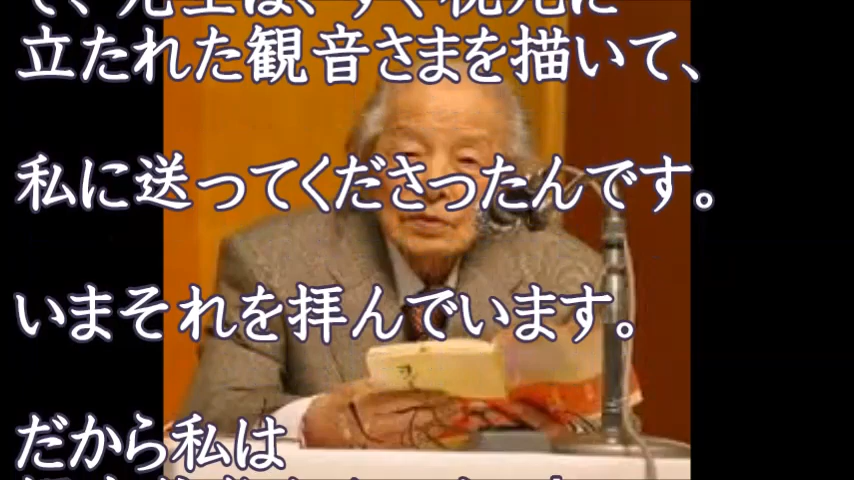 立たれた観音さまを描いて、
私に送ってくださったんです。
いまそれを拝んでいます。
だから私は